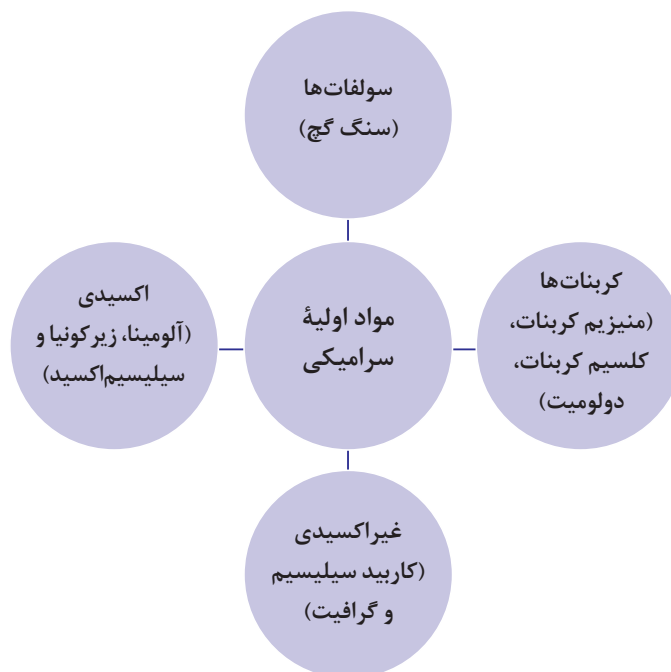 سولفات‌ها
(سنگ گچ)
کربنات‌ها
(منیزیم کربنات،
کلسیم کربنات،
دولومیت)
مواد اولیهٔ
سرامیکی
اکسیدی
(آلومینا، زیرکونیا و
سیلیسیم‌اکسید)
غیراکسیدی
(کاربید سیلیسیم
و گرافیت)